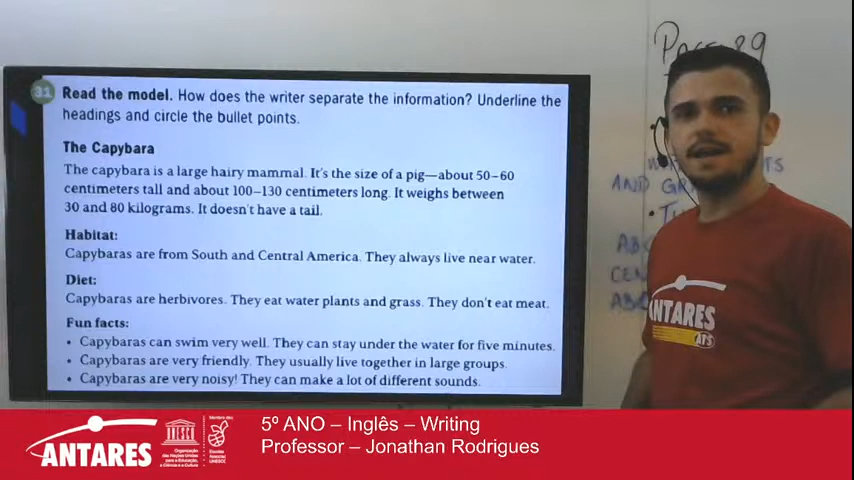 PAGE 89
31 Read the model. How does the writer separate the information? Underline the
headings and circle the bullet points.
The Capybara
The capybara is a large hairy mammal. It's the size of a pig—about 50–60
centimeters tall and about 100–130 centimeters long. It weighs between
30 and 80 kilograms. It doesn't have a tail.
Habitat:
Capybaras are from South and Central America. They always live near water.
Diet:
Capybaras are herbivores. They eat water plants and grass. They don't eat meat.
Fun facts:
• Capybaras can swim very well. They can stay under the water for five minutes.
• Capybaras are very friendly. They usually live together in large groups.
• Capybaras are very noisy! They can make a lot of different sounds.
AND
ANTARES
ANTARES
UNESCO
5º ANO – Inglês – Writing
Professor – Jonathan Rodrigues